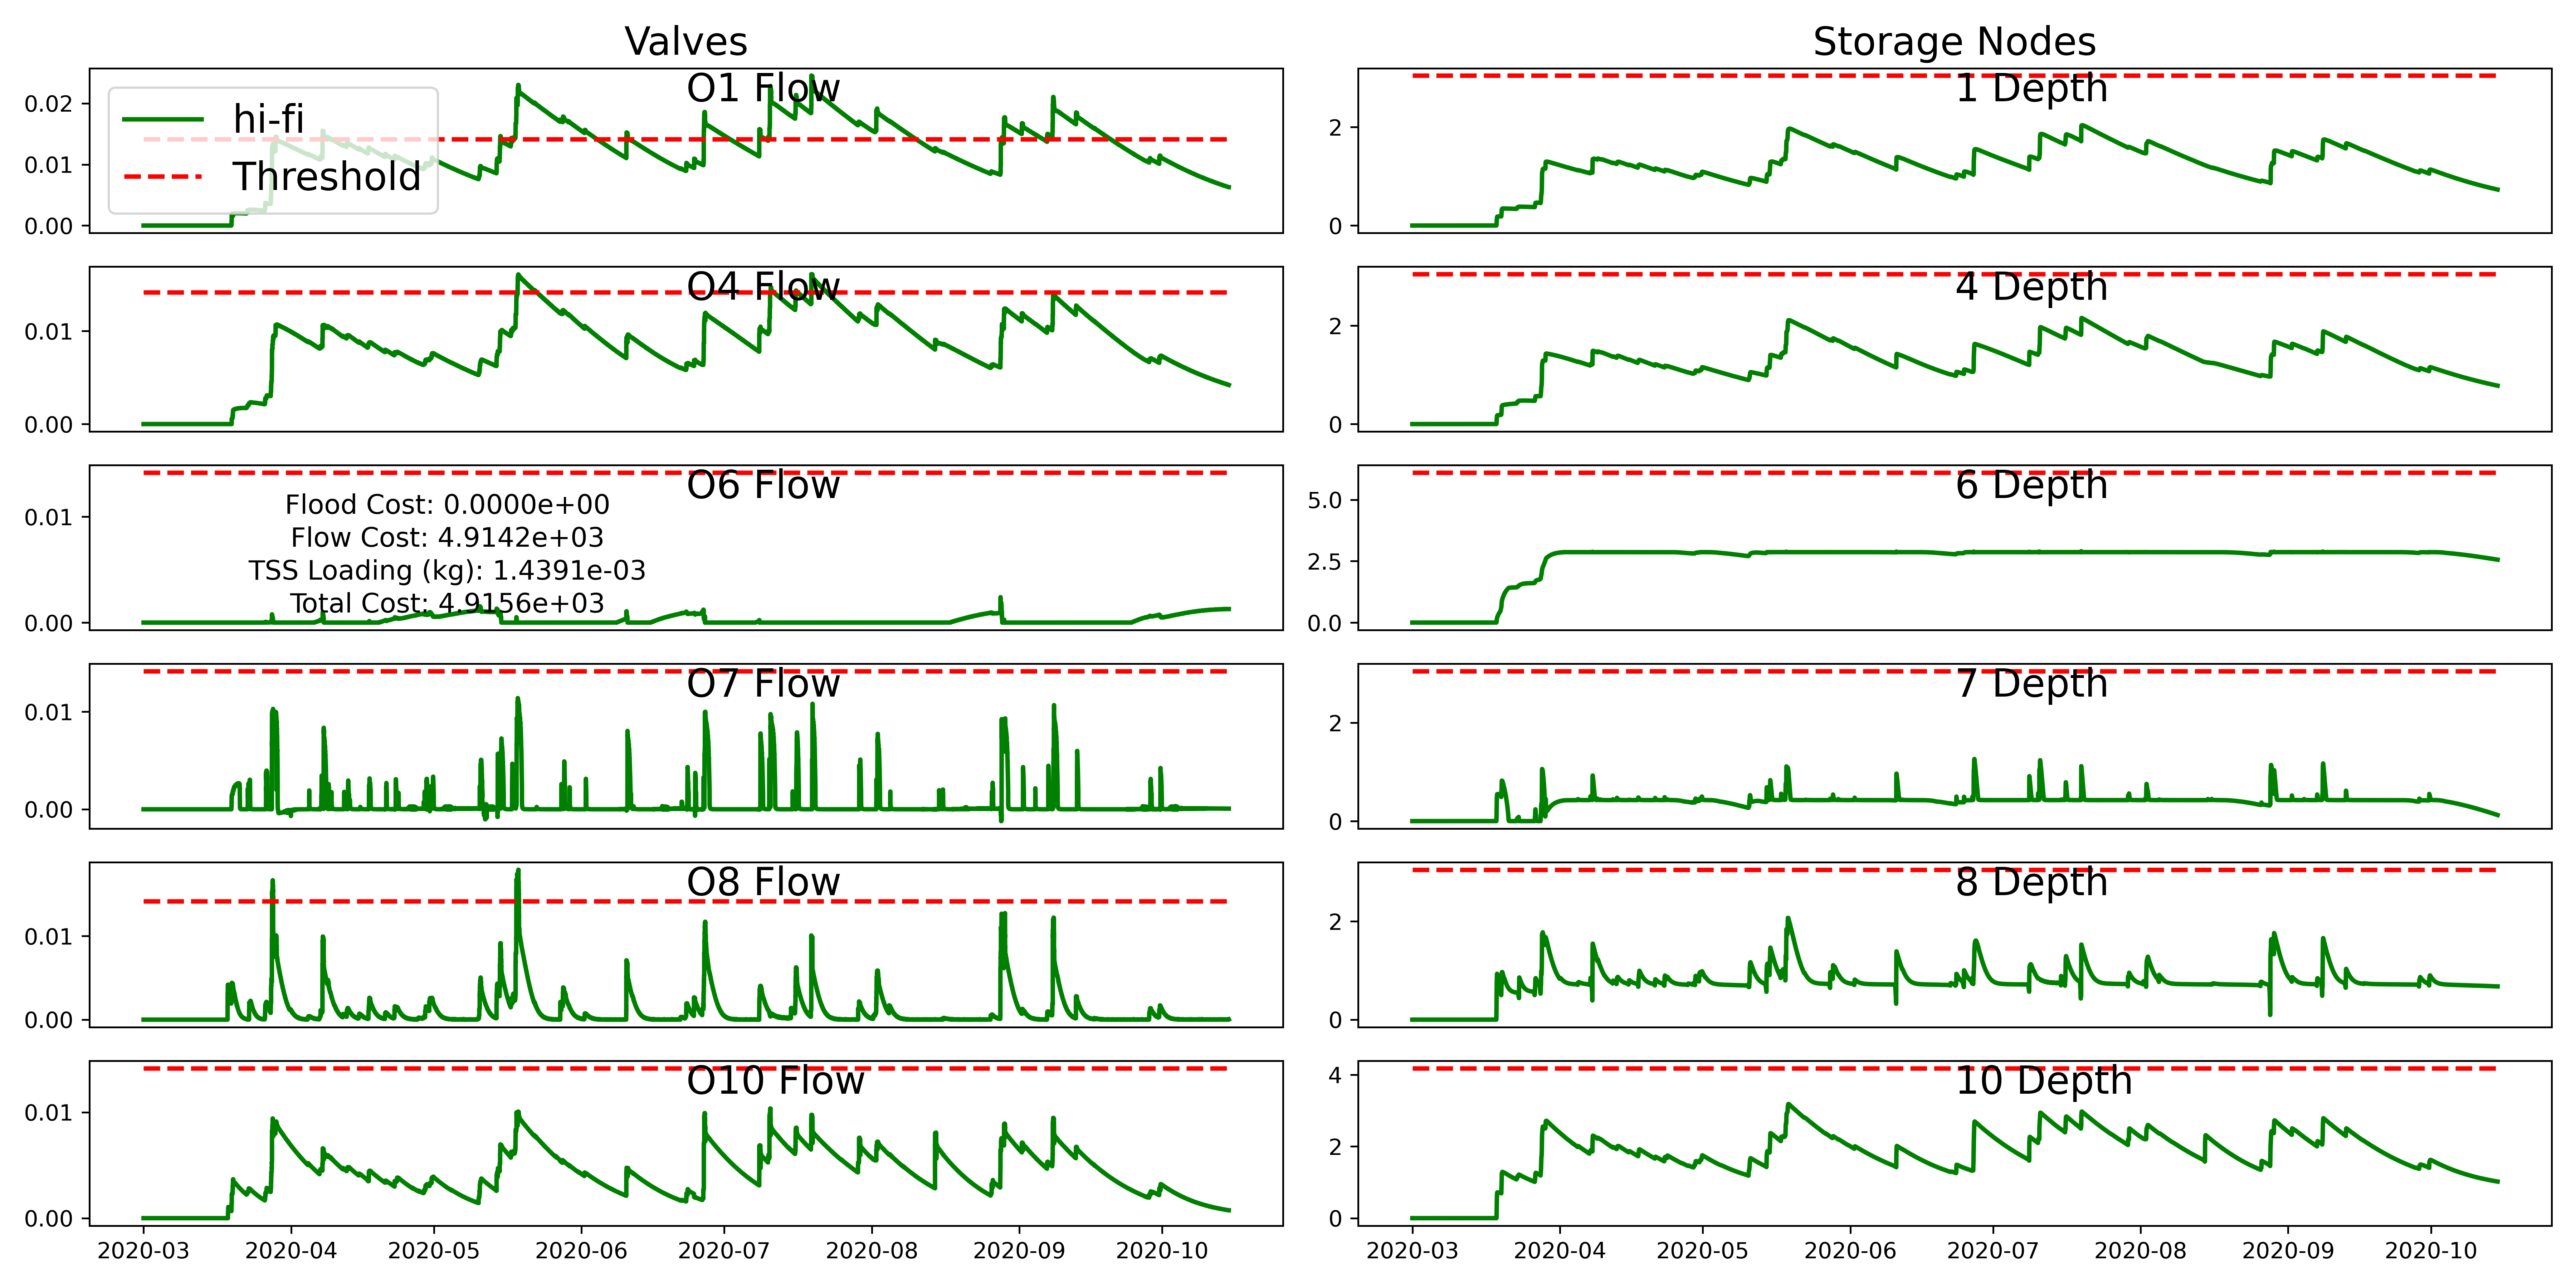 Valves
Storage Nodes
O1 Flow
hi-fi
Threshold
0.02
0.01
0.00
1 Depth
2
0
O4 Flow
0.01
0.00
4 Depth
2
0
O6 Flow
Flood Cost: 0.0000e+00
Flow Cost: 4.9142e+03
TSS Loading (kg): 1.4391e-03
Total Cost: 4.9156e+03
0.01
0.00
6 Depth
5.0
2.5
0.0
O7 Flow
0.01
0.00
7 Depth
2
0
O8 Flow
0.01
0.00
8 Depth
2
0
O10 Flow
0.01
0.00
10 Depth
4
2
2
0
2020-03 2020-04 2020-05 2020-06 2020-07 2020-08 2020-09 2020-10
2020-03 2020-04 2020-05 2020-06 2020-07 2020-08 2020-09 2020-10